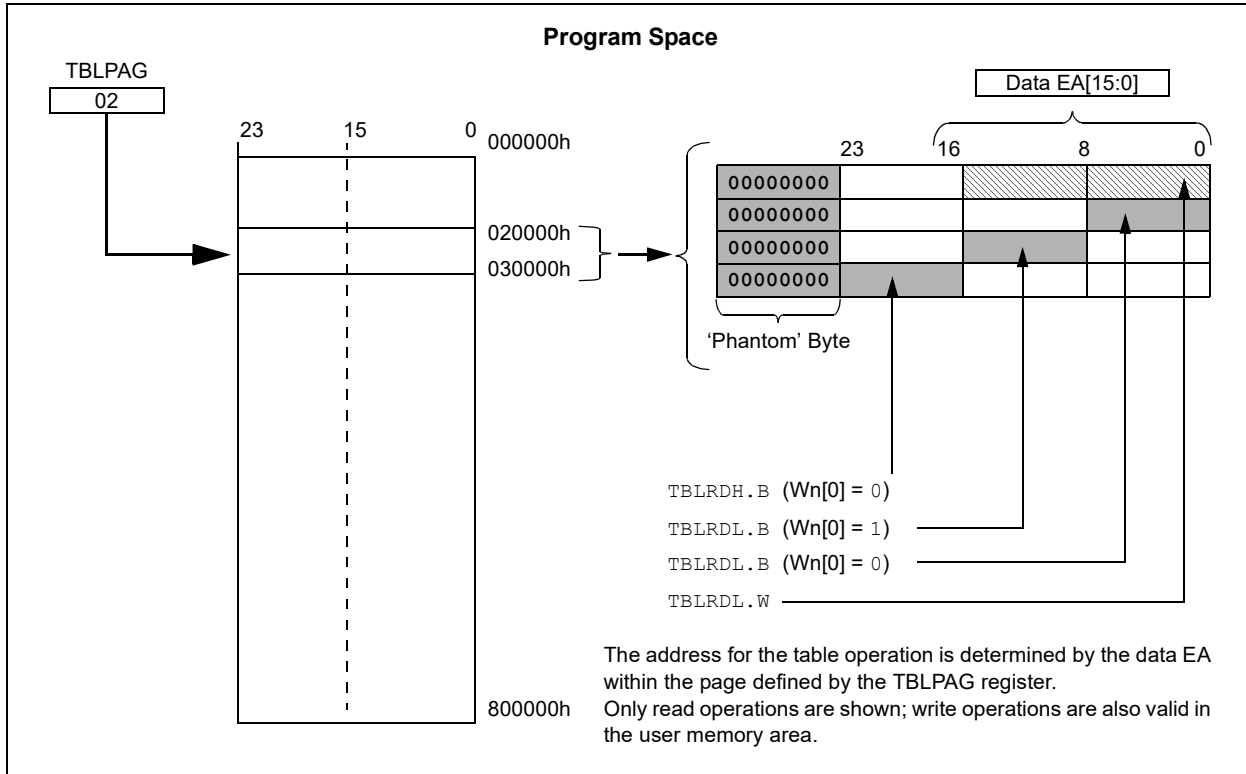 Program Space
TBLPAG
02
23 15 0
000000h
020000h
030000h
800000h
Data EA[15:0]
23 16 8 0
00000000
00000000
00000000
00000000
‘Phantom’ Byte
TBLRDH.B (Wn[0] = 0)
TBLRDL.B (Wn[0] = 1)
TBLRDL.B (Wn[0] = 0)
TBLRDL.W
The address for the table operation is determined by the data EA
within the page defined by the TBLPAG register.
Only read operations are shown; write operations are also valid in
the user memory area.